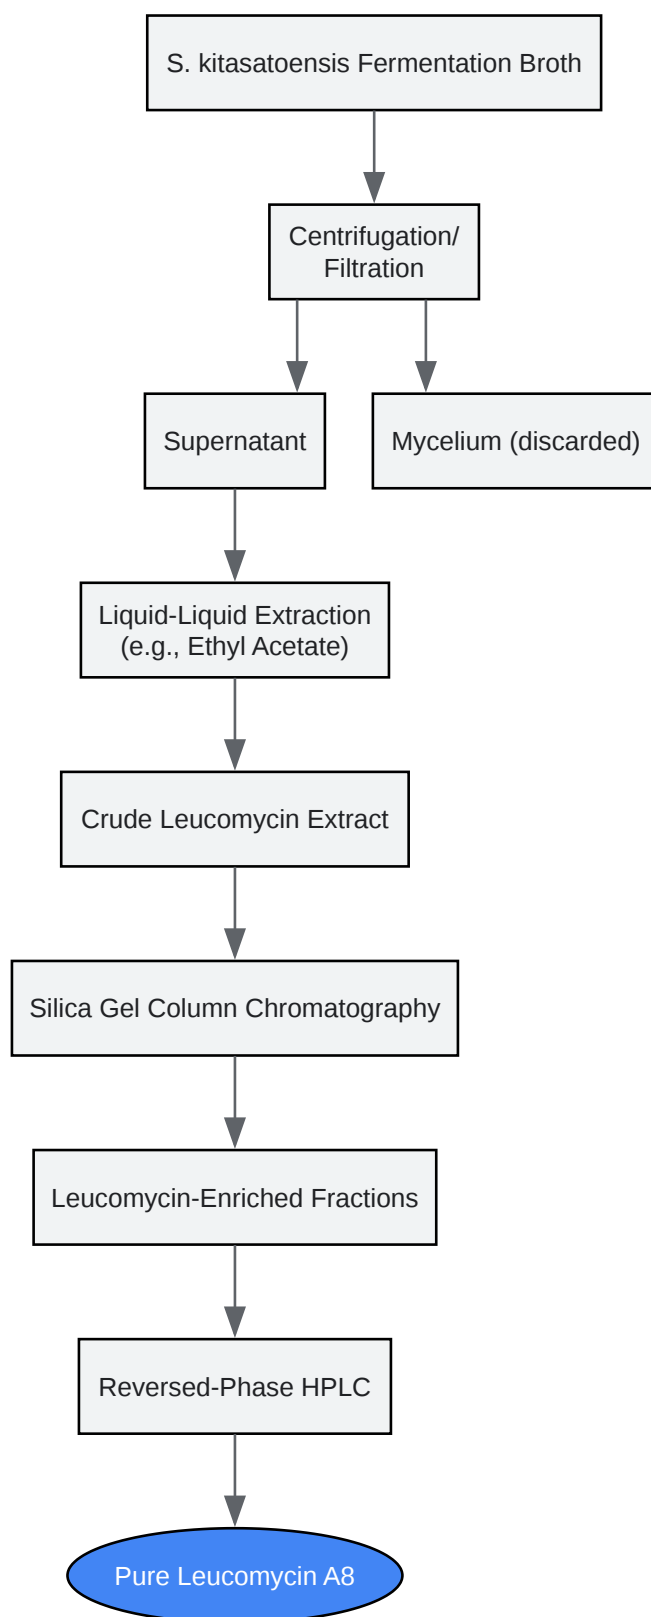 S. kitasatoensis Fermentation Broth
Centrifugation/
Filtration
Supernatant
Mycelium (discarded)
Liquid-Liquid Extraction
(e.g., Ethyl Acetate)
Crude Leucomycin Extract
Silica Gel Column Chromatography
Leucomycin-Enriched Fractions
Reversed-Phase HPLC
Pure Leucomycin A8